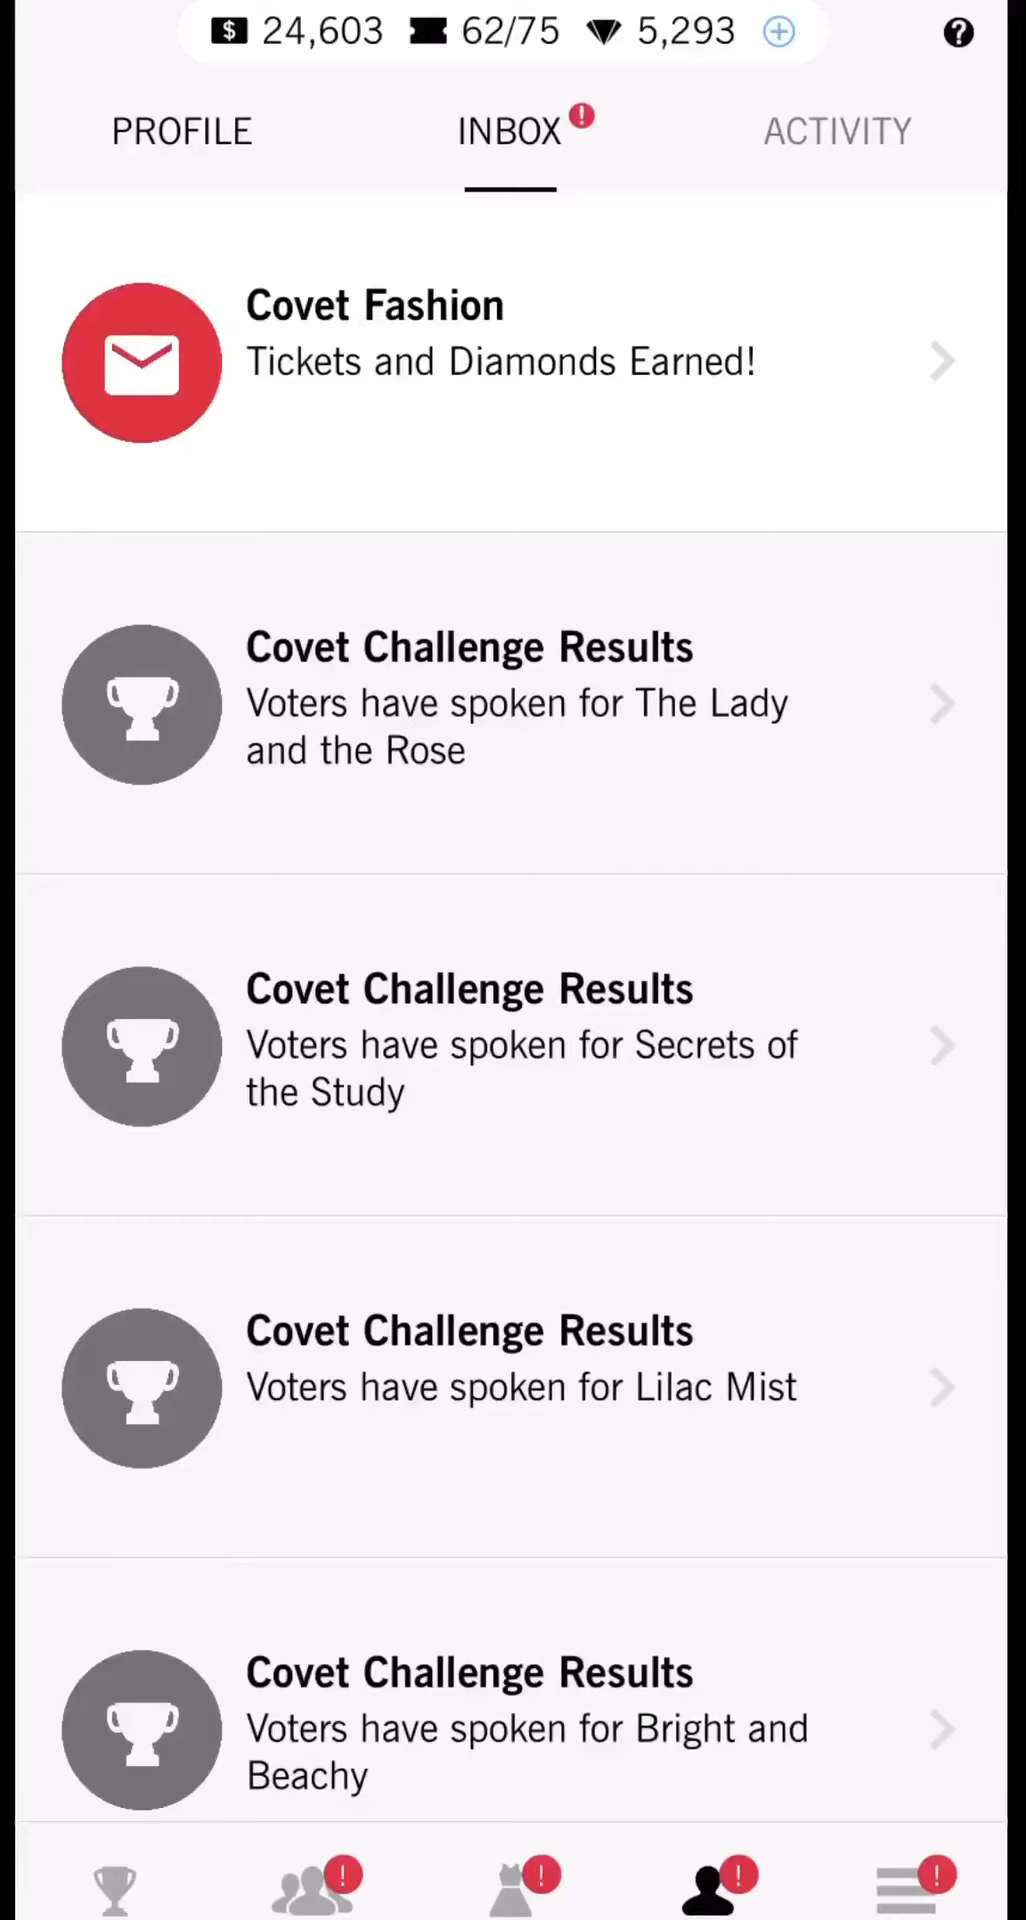 $ 24,603 62/75 5,293 + ?
PROFILE INBOX ! ACTIVITY
Covet Fashion
Tickets and Diamonds Earned!
Covet Challenge Results
Voters have spoken for The Lady
and the Rose
Covet Challenge Results
Voters have spoken for Secrets of
the Study
Covet Challenge Results
Voters have spoken for Lilac Mist
Covet Challenge Results
Voters have spoken for Bright and
Beachy
! ! ! !